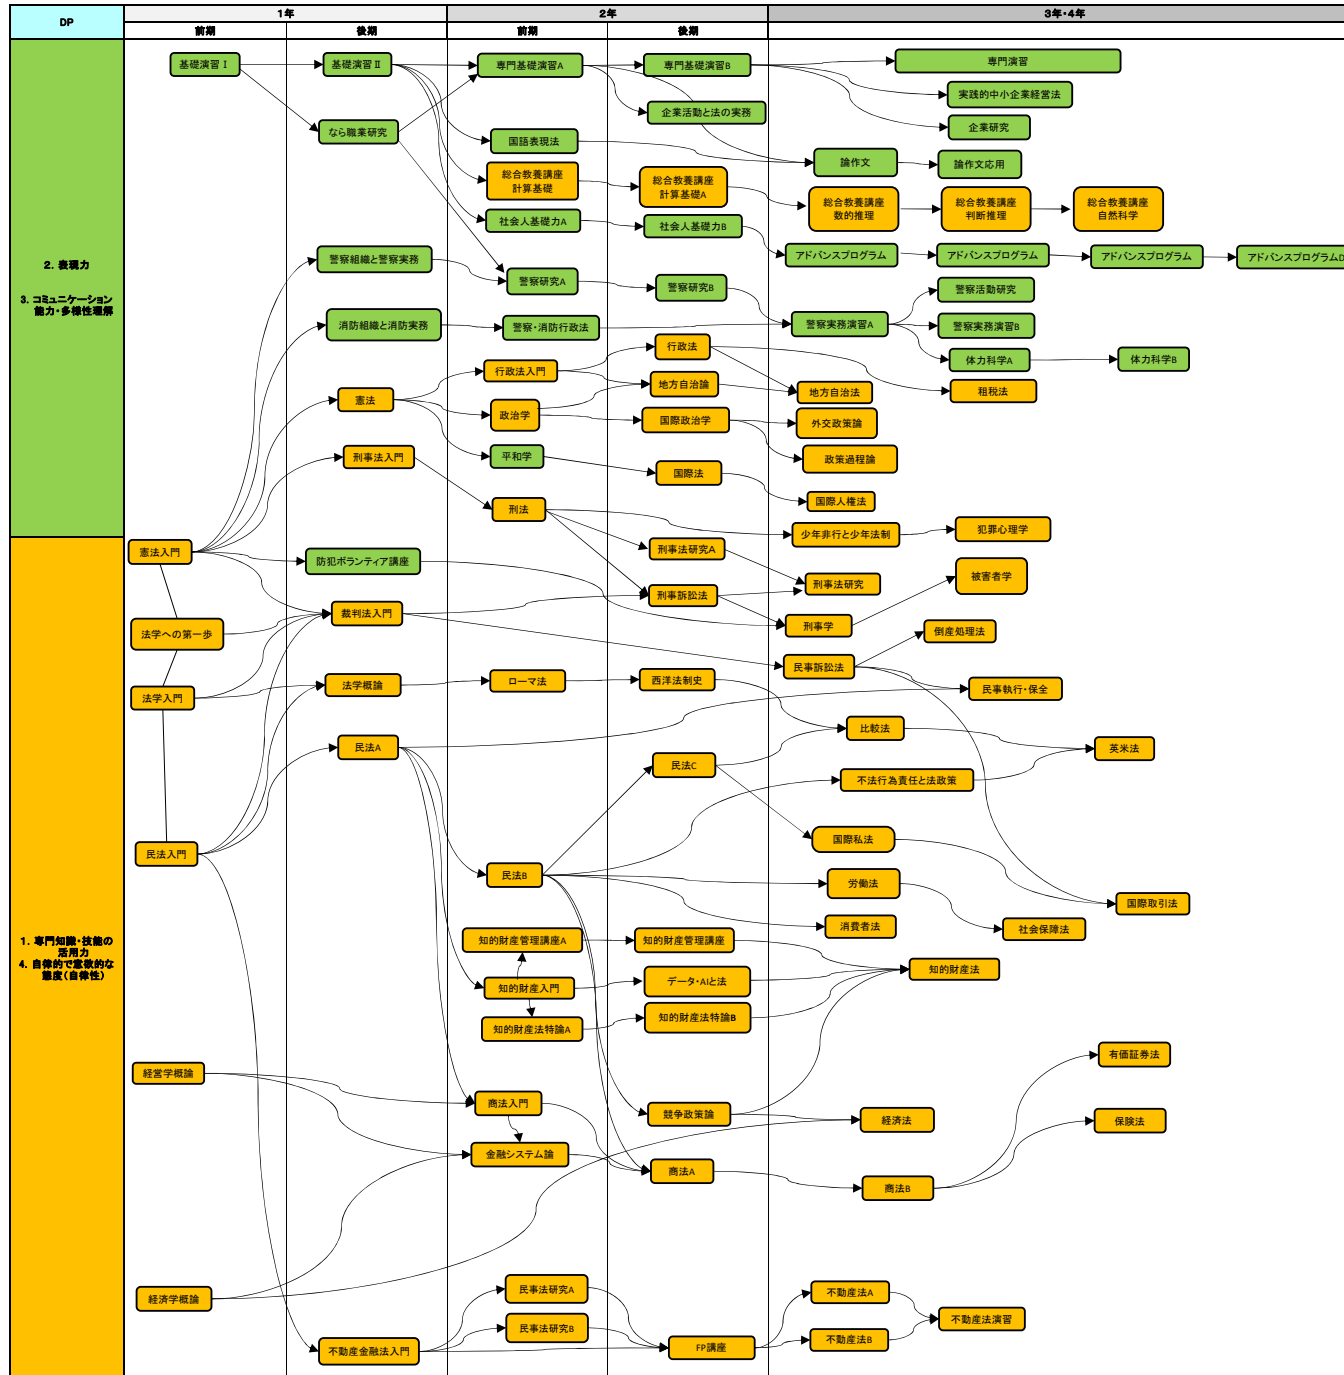 DP
1年
2年
3年・4年
前期
後期
前期
後期
2. 表現力
3. コミュニケーション
能力・多様性理解
1. 専門知識・技能の
活用力
4. 自律的で意欲的な
態度(自律性)
基礎演習Ⅰ
基礎演習Ⅱ
専門基礎演習A
専門基礎演習B
専門演習
実践的中小企業経営法
なら職業研究
企業活動と法の実務
企業研究
国語表現法
論作文
論作文応用
総合教養講座
計算基礎
総合教養講座
計算基礎A
総合教養講座
数的推理
総合教養講座
判断推理
総合教養講座
自然科学
社会人基礎力A
社会人基礎力B
アドバンスプログラム
アドバンスプログラム
アドバンスプログラム
アドバンスプログラムD
警察組織と警察実務
警察研究A
警察研究B
警察活動研究
消防組織と消防実務
警察・消防行政法
警察実務演習A
警察実務演習B
行政法
体力科学A
体力科学B
行政法入門
地方自治論
地方自治法
租税法
憲法
政治学
国際政治学
外交政策論
刑事法入門
平和学
国際法
政策過程論
国際人権法
刑法
少年非行と少年法制
犯罪心理学
憲法入門
防犯ボランティア講座
刑事法研究A
刑事法研究
被害者学
裁判法入門
刑事訴訟法
刑事学
法学への第一歩
倒産処理法
民事訴訟法
法学入門
法学概論
ローマ法
西洋法制史
民事執行・保全
比較法
民法A
英米法
民法C
不法行為責任と法政策
国際私法
民法入門
民法B
労働法
国際取引法
消費者法
社会保障法
知的財産管理講座A
知的財産管理講座
知的財産法
知的財産入門
データ・AIと法
知的財産法特論A
知的財産法特論B
経営学概論
有価証券法
商法入門
競争政策論
経済法
保険法
金融システム論
商法A
商法B
経済学概論
民事法研究A
不動産法A
不動産法演習
民事法研究B
不動産法B
不動産金融法入門
FP講座